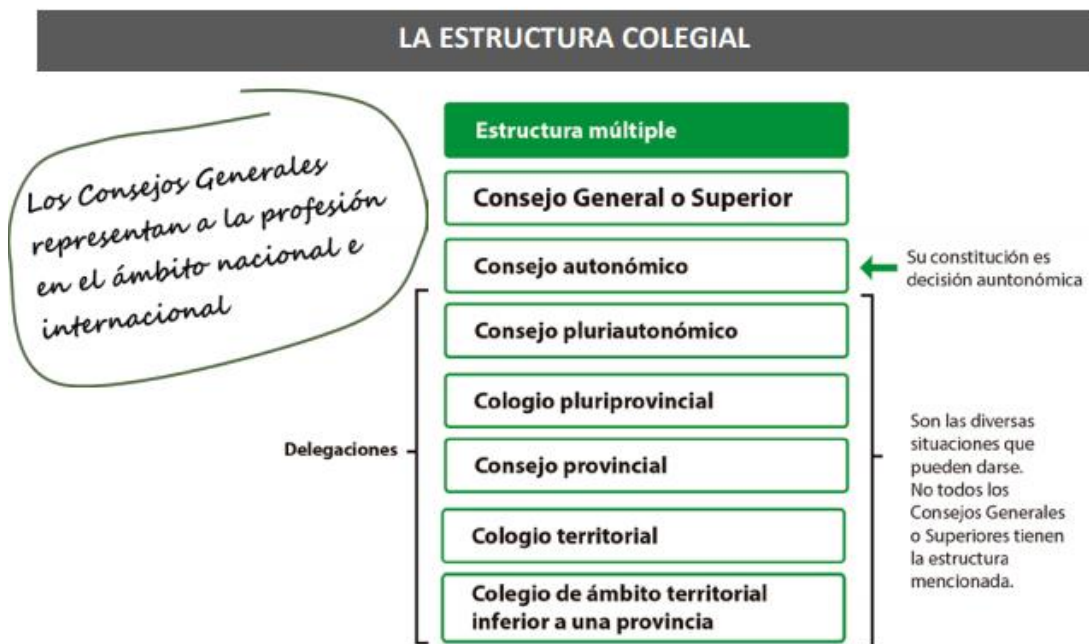 LA ESTRUCTURA COLEGIAL
Los Consejos Generales
representan a la profesión
en el ámbito nacional e
internacional
Estructura múltiple
Consejo General o Superior
Consejo autonómico
Su constitución es
decisión auntonómica
Consejo pluriautonómico
Cologio pluriprovincial
Delegaciones
Consejo provincial
Cologio territorial
Colegio de ámbito territorial
inferior a una provincia
Son las diversas
situaciones que
pueden darse.
No todos los
Consejos Generales
o Superiores tienen
la estructura
mencionada.